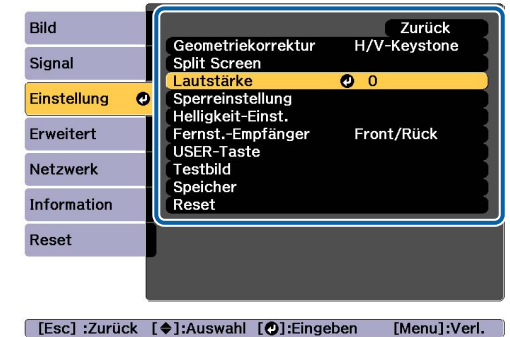 Bild
Signal
Einstellung
Erweitert
Netzwerk
Information
Reset
Zurück
Geometriekorrektur H/V-Keystone
Split Screen
Lautstärke 0
Sperreinstellung
Helligkeit-Einst.
Fernst.-Empfänger Front/Rück
USER-Taste
Testbild
Speicher
Reset
[Esc] :Zurück [◆]:Auswahl [⏎]:Eingeben [Menu]:Verl.